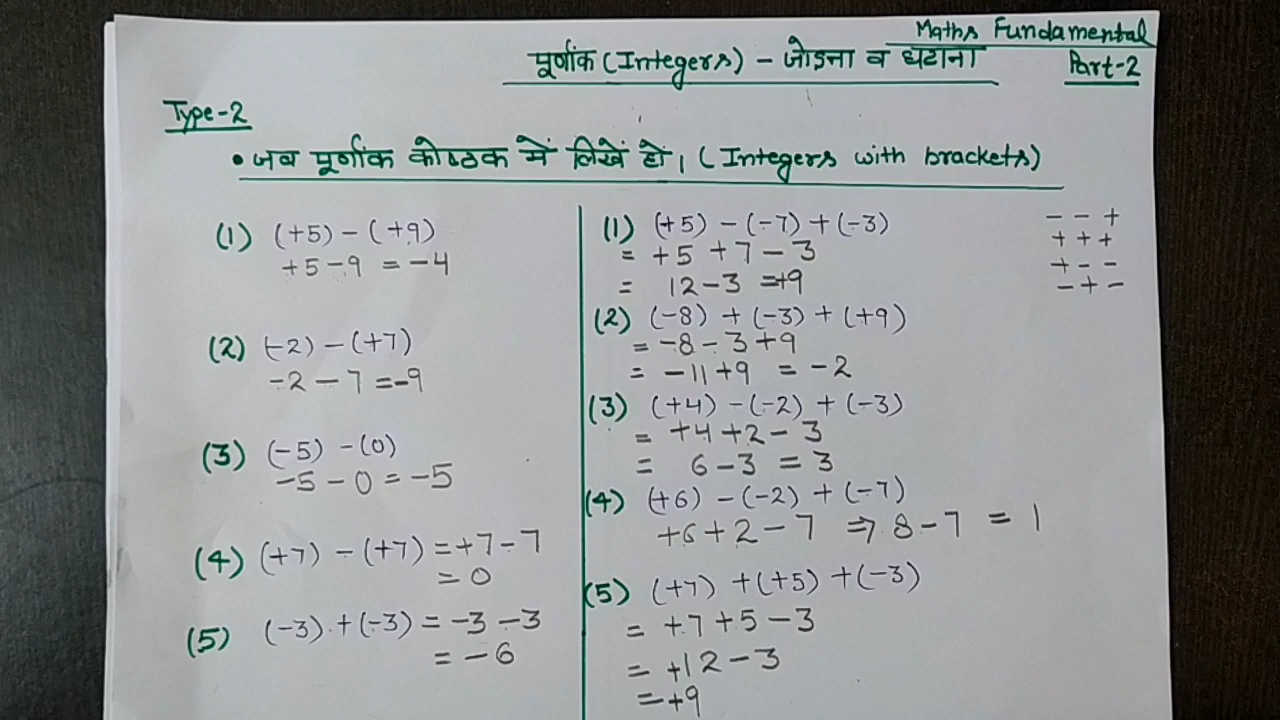 Maths Fundamental
पूर्णांक (Integers) - जोड़ना व घटाना
Part-2
Type-2
• जब पूर्णांक कोष्ठक में लिखें हो। (Integers with brackets)
(1) (+5) - (+9)
+5 - 9 = -4
(2) (-2) - (+7)
-2 - 7 = -9
(3) (-5) - (0)
-5 - 0 = -5
(4) (+7) - (+7) = +7 - 7
= 0
(5) (-3) + (-3) = -3 - 3
= -6
(1) (+5) - (-7) + (-3)
= +5 + 7 - 3
= 12 - 3 = +9
(2) (-8) + (-3) + (+9)
= -8 - 3 + 9
= -11 + 9 = -2
(3) (+4) - (-2) + (-3)
= +4 + 2 - 3
= 6 - 3 = 3
(4) (+6) - (-2) + (-7)
+6 + 2 - 7 ⇒ 8 - 7 = 1
(5) (+7) + (+5) + (-3)
= +7 + 5 - 3
= +12 - 3
= +9
- - +
+ + +
+ - -
- + -